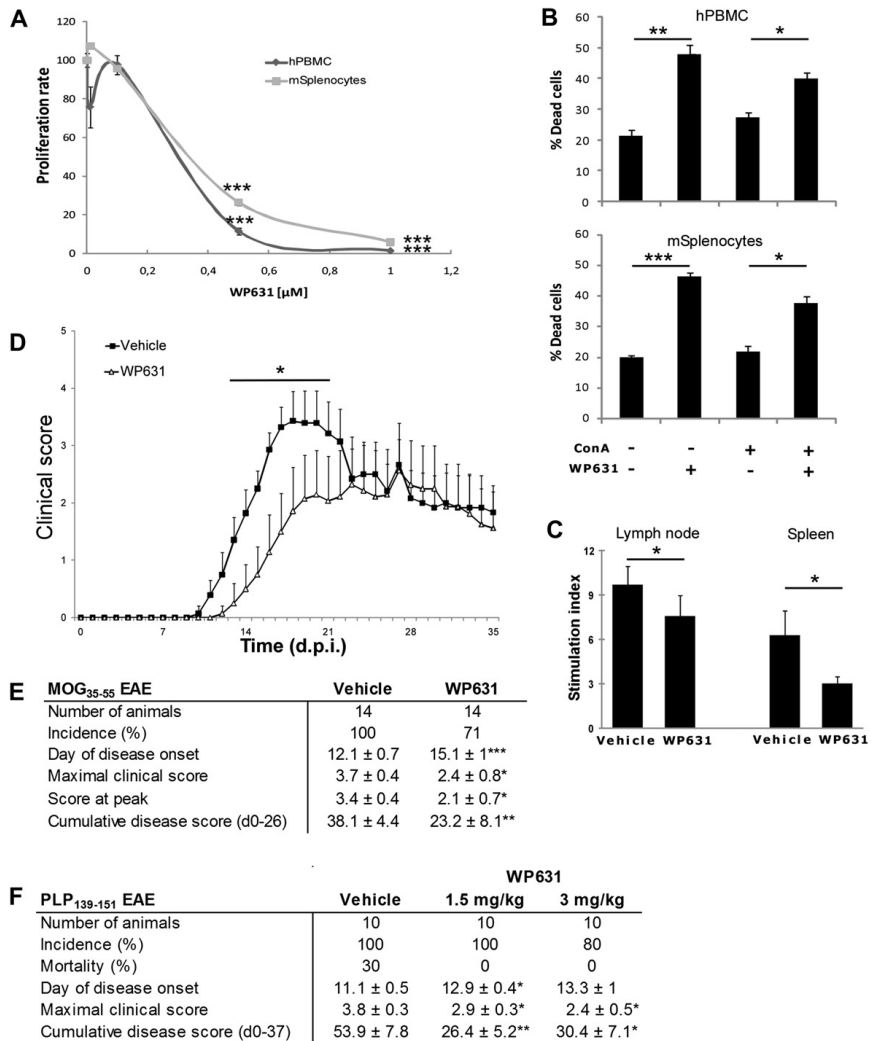 A
120
100
80
60
40
20
0
Proliferation rate
hPBMC
mSplenocytes
***
***
***
***
0
0,2
0,4
0,6
0,8
1
1,2
WP631 [µM]
B
hPBMC
60
50
40
30
20
10
0
% Dead cells
**
*
mSplenocytes
60
50
40
30
20
10
0
% Dead cells
***
*
ConA - - + +
WP631 - + - +
C
Lymph node
Spleen
12
9
6
3
0
Stimulation index
*
*
Vehicle WP631
Vehicle WP631
D
Vehicle
WP631
*
5
4
3
2
1
0
Clinical score
0 7 14 21 28 35
Time (d.p.i.)
E
MOG35-55 EAE Vehicle WP631
Number of animals 14 14
Incidence (%) 100 71
Day of disease onset 12.1 ± 0.7 15.1 ± 1***
Maximal clinical score 3.7 ± 0.4 2.4 ± 0.8*
Score at peak 3.4 ± 0.4 2.1 ± 0.7*
Cumulative disease score (d0-26) 38.1 ± 4.4 23.2 ± 8.1**
F
WP631
PLP139-151 EAE Vehicle 1.5 mg/kg 3 mg/kg
Number of animals 10 10 10
Incidence (%) 100 100 80
Mortality (%) 30 0 0
Day of disease onset 11.1 ± 0.5 12.9 ± 0.4* 13.3 ± 1
Maximal clinical score 3.8 ± 0.3 2.9 ± 0.3* 2.4 ± 0.5*
Cumulative disease score (d0-37) 53.9 ± 7.8 26.4 ± 5.2** 30.4 ± 7.1*